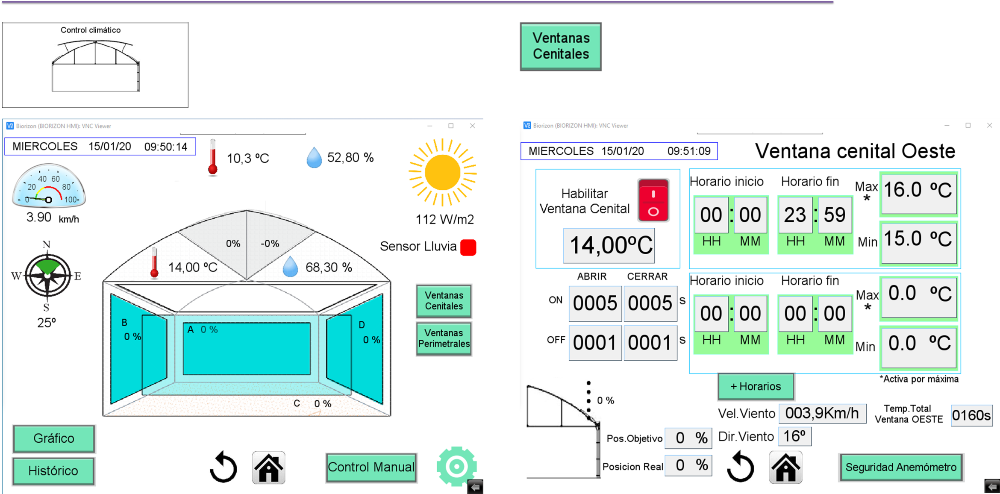 Control climático
Ventanas
Cenitales
Biorizon (BIORIZON HMI): VNC Viewer
MIERCOLES 15/01/20 09:50:14
10,3 ºC
52,80 %
0 20 40 60 80 100
3.90 km/h
112 W/m2
Sensor Lluvia
N
W E
S
25º
0% -0%
14,00 ºC
68,30 %
Ventanas
Cenitales
Ventanas
Perimetrales
B
0 %
A 0 %
D
0 %
C 0 %
Gráfico
Histórico
Control Manual
Biorizon (BIORIZON HMI): VNC Viewer
MIERCOLES 15/01/20 09:51:09
Ventana cenital Oeste
Habilitar
Ventana Cenital
14,00ºC
Horario inicio Horario fin
Max
*
16.0 ºC
00 : 00 23 : 59
HH MM HH MM
Min 15.0 ºC
ABRIR CERRAR
ON 0005 0005 s
OFF 0001 0001 s
Horario inicio Horario fin
Max
*
0.0 ºC
00 : 00 00 : 00
HH MM HH MM
Min 0.0 ºC
*Activa por máxima
+ Horarios
0 %
Vel.Viento 003,9Km/h
Temp.Total
Ventana OESTE 0160s
Pos.Objetivo 0 %
Dir.Viento 16º
Posicion Real 0 %
Seguridad Anemómetro